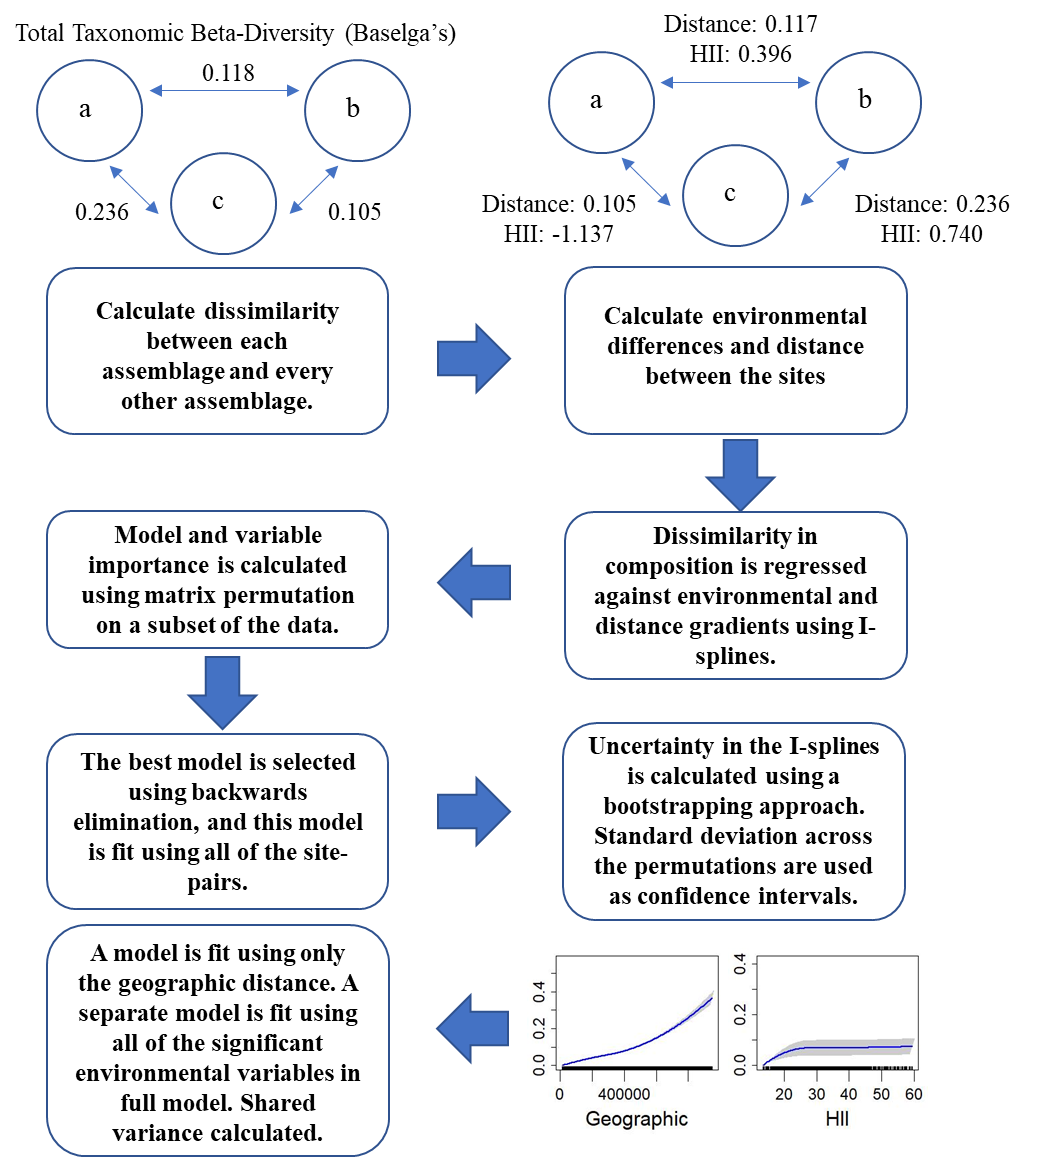 Total Taxonomic Beta-Diversity (Baselga's)
0.118
a
b
c
0.236
0.105
Distance: 0.117
HII: 0.396
a
b
c
Distance: 0.105
HII: -1.137
Distance: 0.236
HII: 0.740
Calculate dissimilarity
between each
assemblage and every
other assemblage.
Calculate environmental
differences and distance
between the sites
Dissimilarity in
composition is regressed
against environmental and
distance gradients using I-
splines.
Model and variable
importance is calculated
using matrix permutation
on a subset of the data.
The best model is selected
using backwards
elimination, and this model
is fit using all of the site-
pairs.
Uncertainty in the I-splines
is calculated using a
bootstrapping approach.
Standard deviation across
the permutations are used
as confidence intervals.
0.0 0.2 0.4
0 400000
Geographic
0.0 0.2 0.4
20 30 40 50 60
HII
A model is fit using only
the geographic distance. A
separate model is fit using
all of the significant
environmental variables in
full model. Shared
variance calculated.